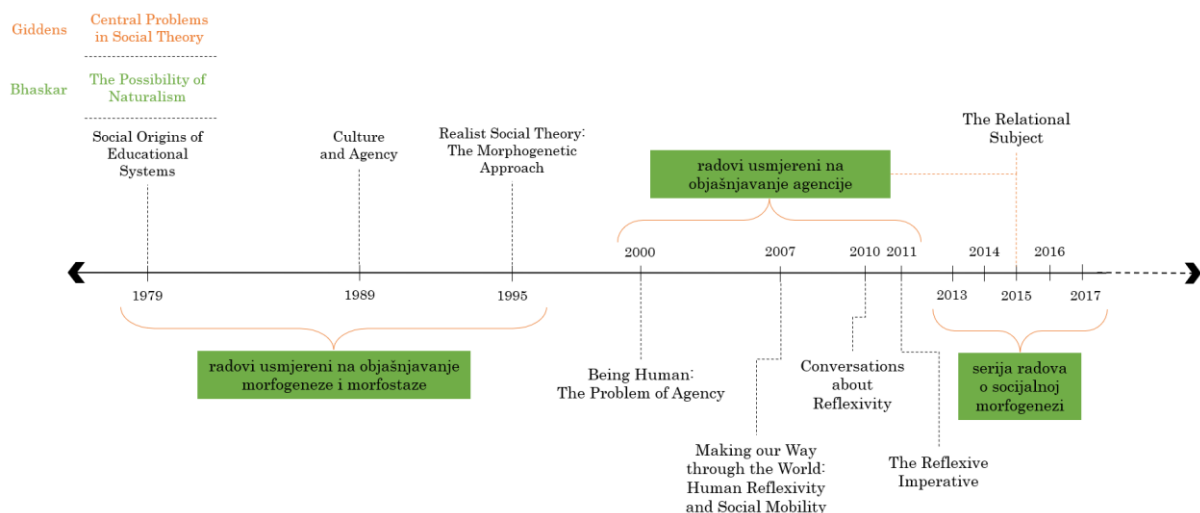 Giddens
Central Problems
in Social Theory
Bhaskar
The Possibility of
Naturalism
Social Origins of
Educational
Systems
Culture
and Agency
Realist Social Theory:
The Morphogenetic
Approach
radovi usmjereni na
objašnjavanje agencije
The Relational
Subject
2000
2007
2010
2011
2014
2016
1979
1989
1995
2013
2015
2017
radovi usmjereni na objašnjavanje
morfogeneze i morfostaze
Being Human:
The Problem of Agency
Making our Way
through the World:
Human Reflexivity
and Social Mobility
Conversations
about
Reflexivity
The Reflexive
Imperative
serija radova
o socijalnoj
morfogenezi